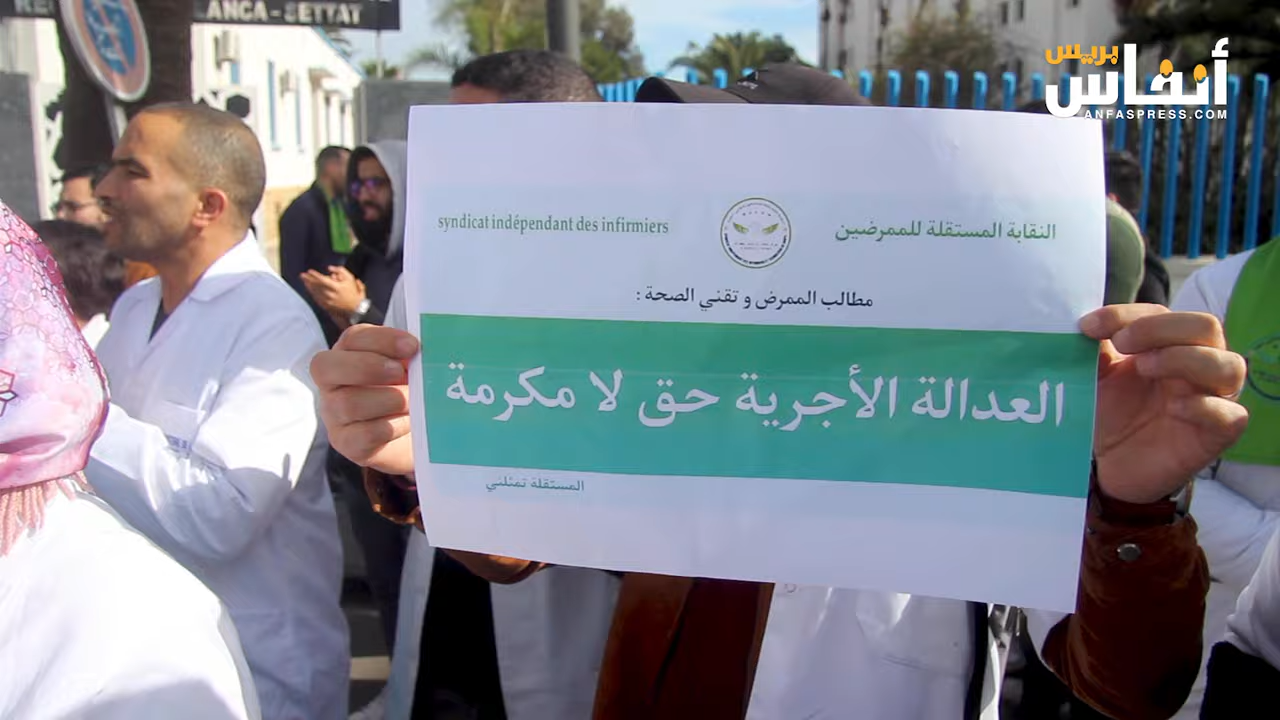 ANCA-SETTAT
أنفاس بريس
ANFASPRESS.COM
syndicat indépendant des infirmiers
النقابة المستقلة للممرضين
مطالب الممرض و تقني الصحة :
العدالة الأجرية حق لا مكرمة
المستقلة تمثلني